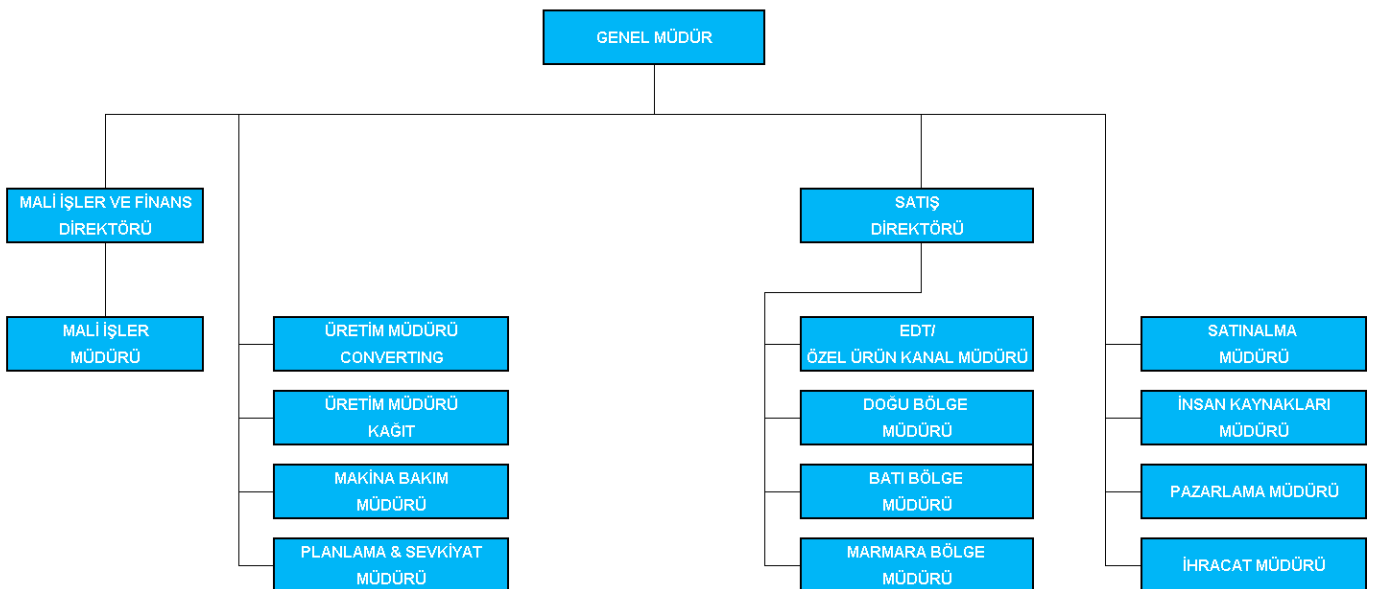 GENEL MÜDÜR
MALİ İŞLER VE FİNANS
DİREKTÖRÜ
SATIŞ
DİREKTÖRÜ
MALİ İŞLER
MÜDÜRÜ
ÜRETİM MÜDÜRÜ
CONVERTING
EDT/
ÖZEL ÜRÜN KANAL MÜDÜRÜ
SATINALMA
MÜDÜRÜ
ÜRETİM MÜDÜRÜ
KAĞIT
DOĞU BÖLGE
MÜDÜRÜ
İNSAN KAYNAKLARI
MÜDÜRÜ
MAKİNA BAKIM
MÜDÜRÜ
BATI BÖLGE
MÜDÜRÜ
PAZARLAMA MÜDÜRÜ
PLANLAMA & SEVKİYAT
MÜDÜRÜ
MARMARA BÖLGE
MÜDÜRÜ
İHRACAT MÜDÜRÜ